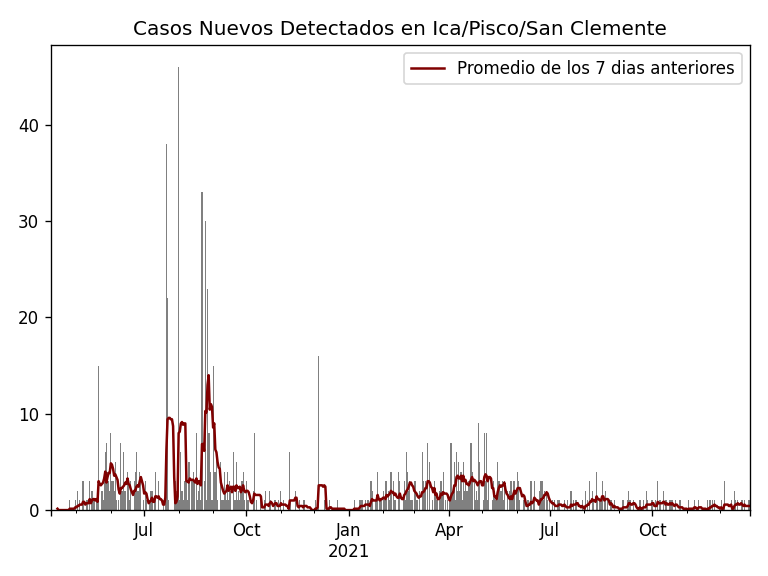 Casos Nuevos Detectados en Ica/Pisco/San Clemente
Promedio de los 7 dias anteriores
40
30
20
10
0
Jul Oct Jan Apr Jul Oct
2021